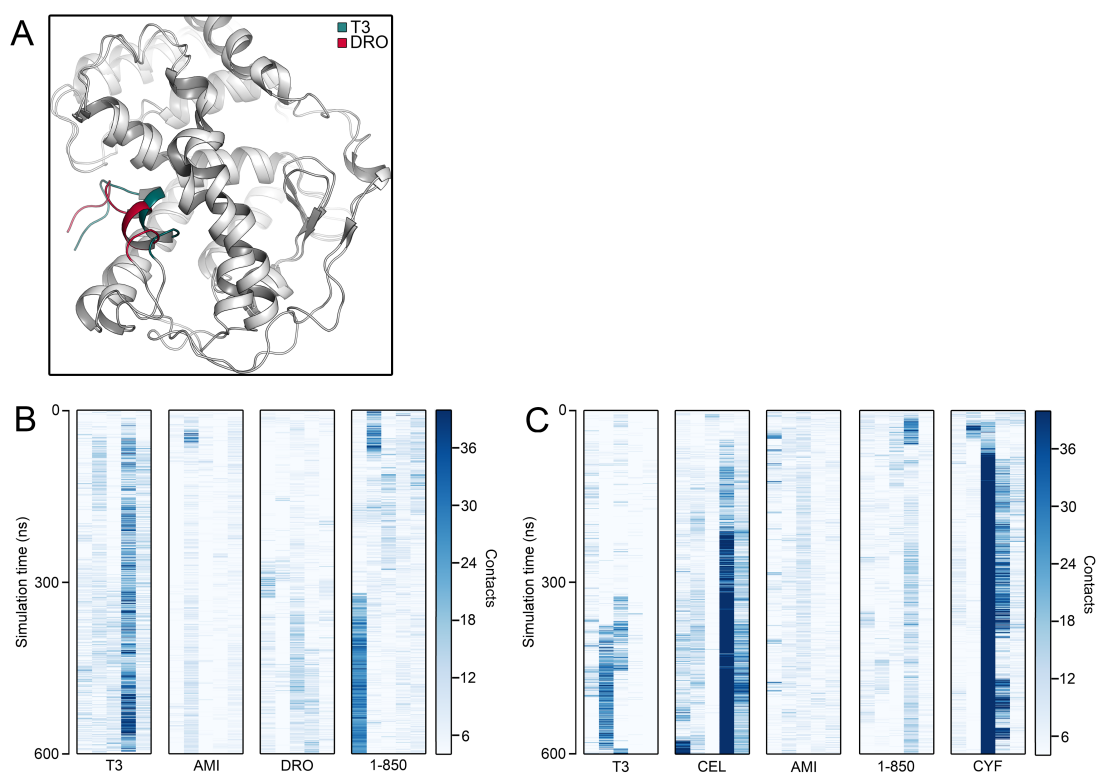 A
T3
DRO
B
0
300
600
Simulation time (ns)
T3
AMI
DRO
1-850
36
30
24
18
12
6
Contacts
C
0
300
600
Simulation time (ns)
T3
CEL
AMI
1-850
CYF
36
30
24
18
12
6
Contacts